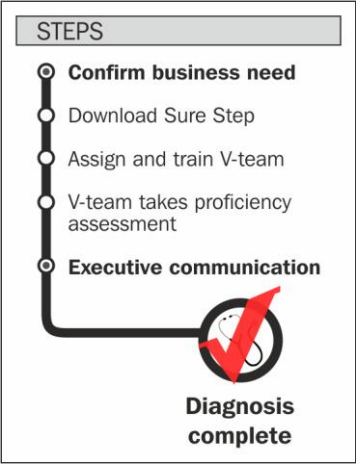 STEPS
Confirm business need
Download Sure Step
Assign and train V-team
V-team takes proficiency
assessment
Executive communication
Diagnosis
complete